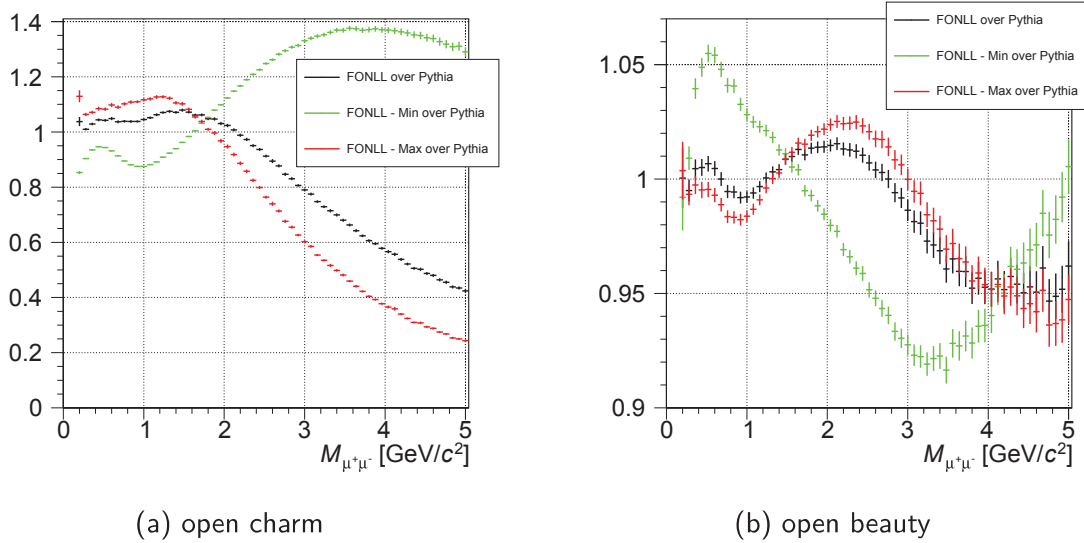 1.4
1.2
1
0.8
0.6
0.4
0.2
0
0 1 2 3 4 5
M μ⁺μ⁻ [GeV/c²]
FONLL over Pythia
FONLL - Min over Pythia
FONLL - Max over Pythia
(a) open charm
1.05
1
0.95
0.9
0 1 2 3 4 5
M μ⁺μ⁻ [GeV/c²]
FONLL over Pythia
FONLL - Min over Pythia
FONLL - Max over Pythia
(b) open beauty